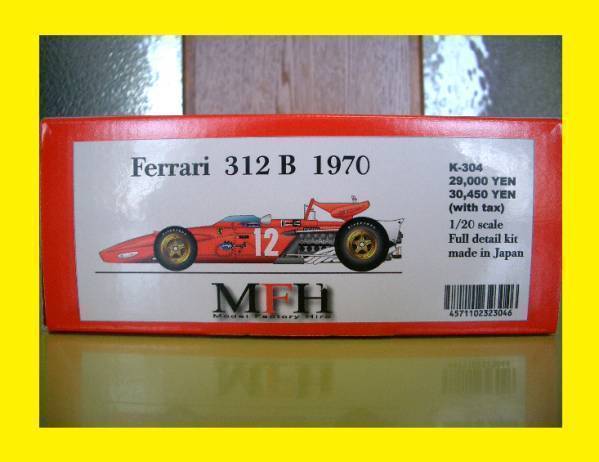 Ferrari 312 B 1970
K-304
29,000 YEN
30,450 YEN
(with tax)
1/20 scale
Full detail kit
made in Japan
12
MFH
Model Factory Hiro
4571102323046